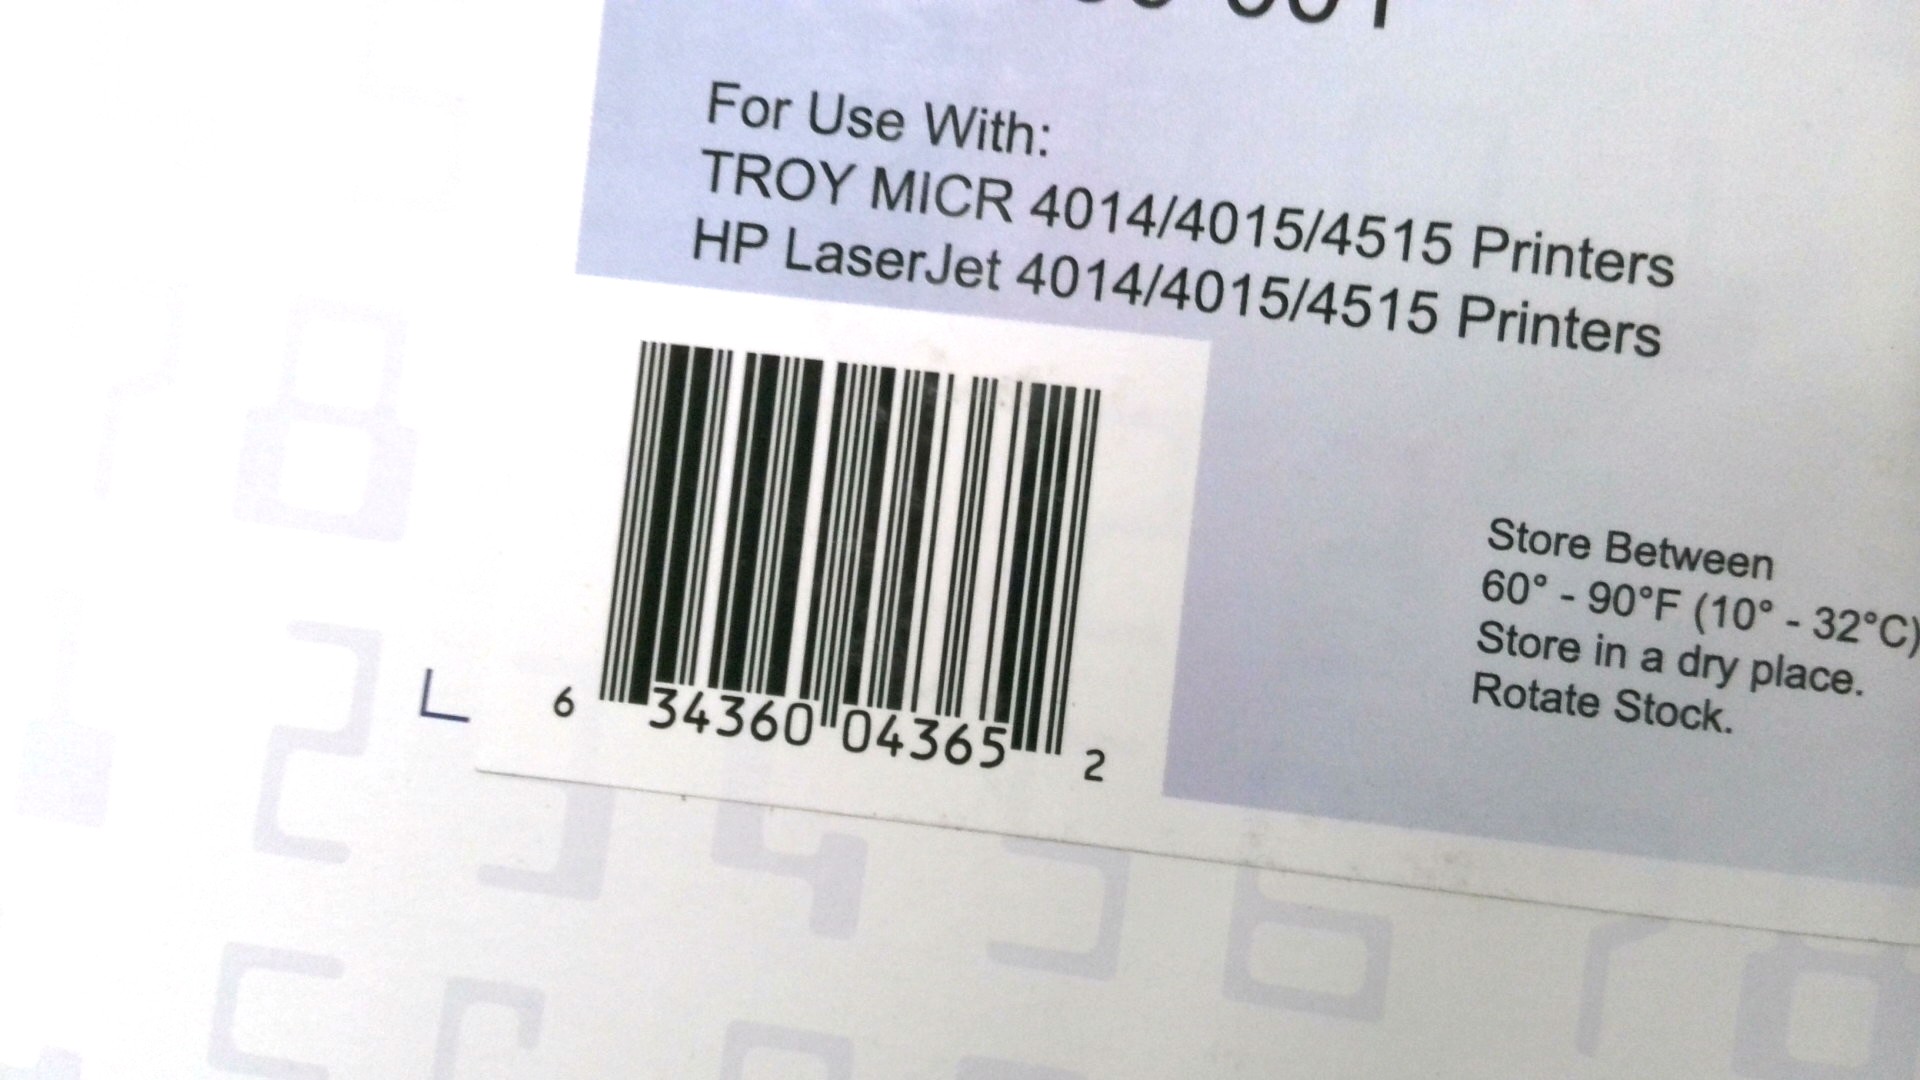 For Use With:
TROY MICR 4014/4015/4515 Printers
HP LaserJet 4014/4015/4515 Printers
Store Between
60° - 90°F (10° - 32°C)
Store in a dry place.
Rotate Stock.
L
6 34360 04365 2